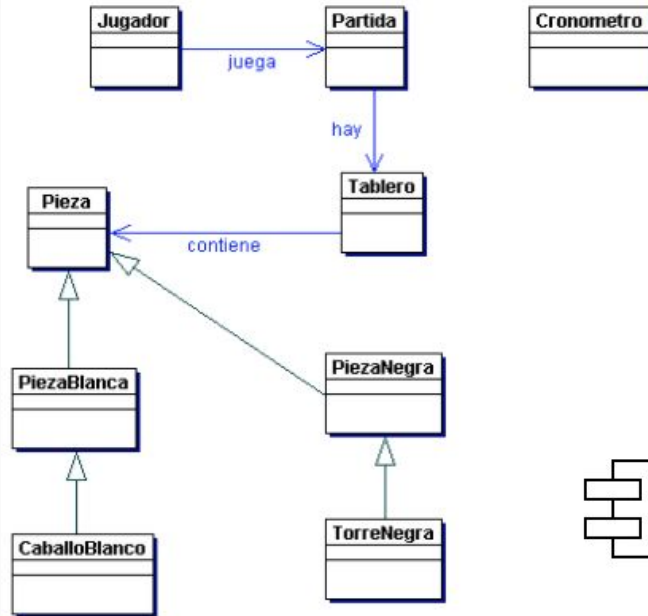 Jugador
Partida
Cronometro
juega
hay
Pieza
Tablero
contiene
PiezaBlanca
PiezaNegra
CaballoBlanco
TorreNegra